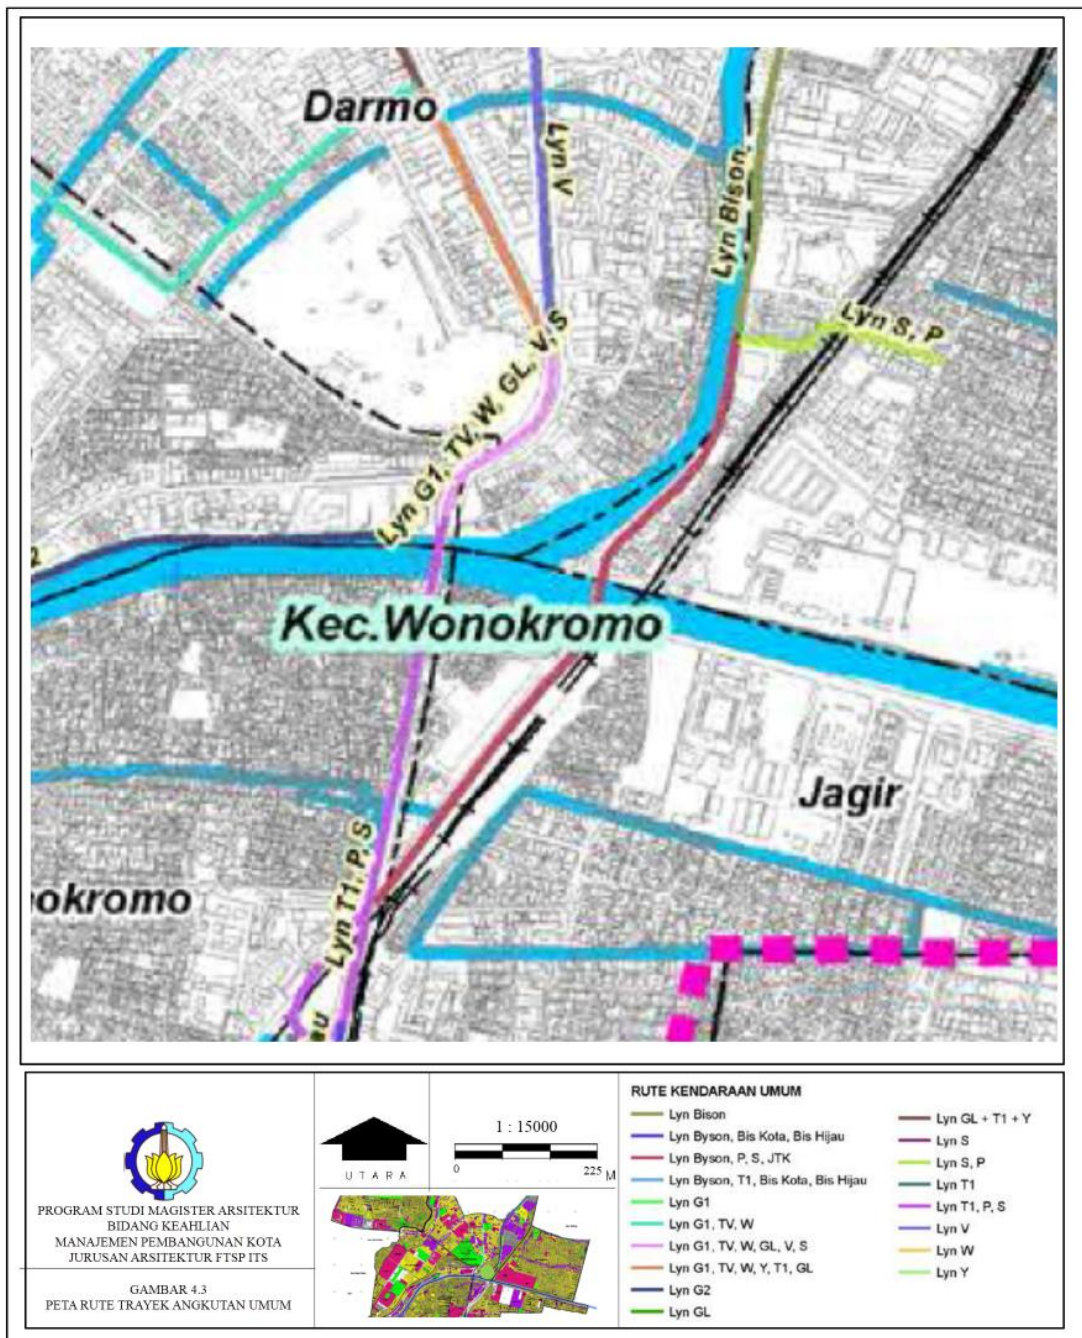 Darmo
Lyn V
Lyn Bison
Lyn S, P
Lyn G1, TV, W, GL, V, S
2
Kec.Wonokromo
Jagir
okromo
Lyn T1, P, S
au
PROGRAM STUDI MAGISTER ARSITEKTUR
BIDANG KEAHLIAN
MANAJEMEN PEMBANGUNAN KOTA
JURUSAN ARSITEKTUR FTSP ITS
GAMBAR 4.3
PETA RUTE TRAYEK ANGKUTAN UMUM
UTARA
1 : 15000
0
225 M
RUTE KENDARAAN UMUM
Lyn Bison
Lyn Byson, Bis Kota, Bis Hijau
Lyn Byson, P, S, JTK
Lyn Byson, T1, Bis Kota, Bis Hijau
Lyn G1
Lyn G1, TV, W
Lyn G1, TV, W, GL, V, S
Lyn G1, TV, W, Y, T1, GL
Lyn G2
Lyn GL
Lyn GL + T1 + Y
Lyn S
Lyn S, P
Lyn T1
Lyn T1, P, S
Lyn V
Lyn W
Lyn Y